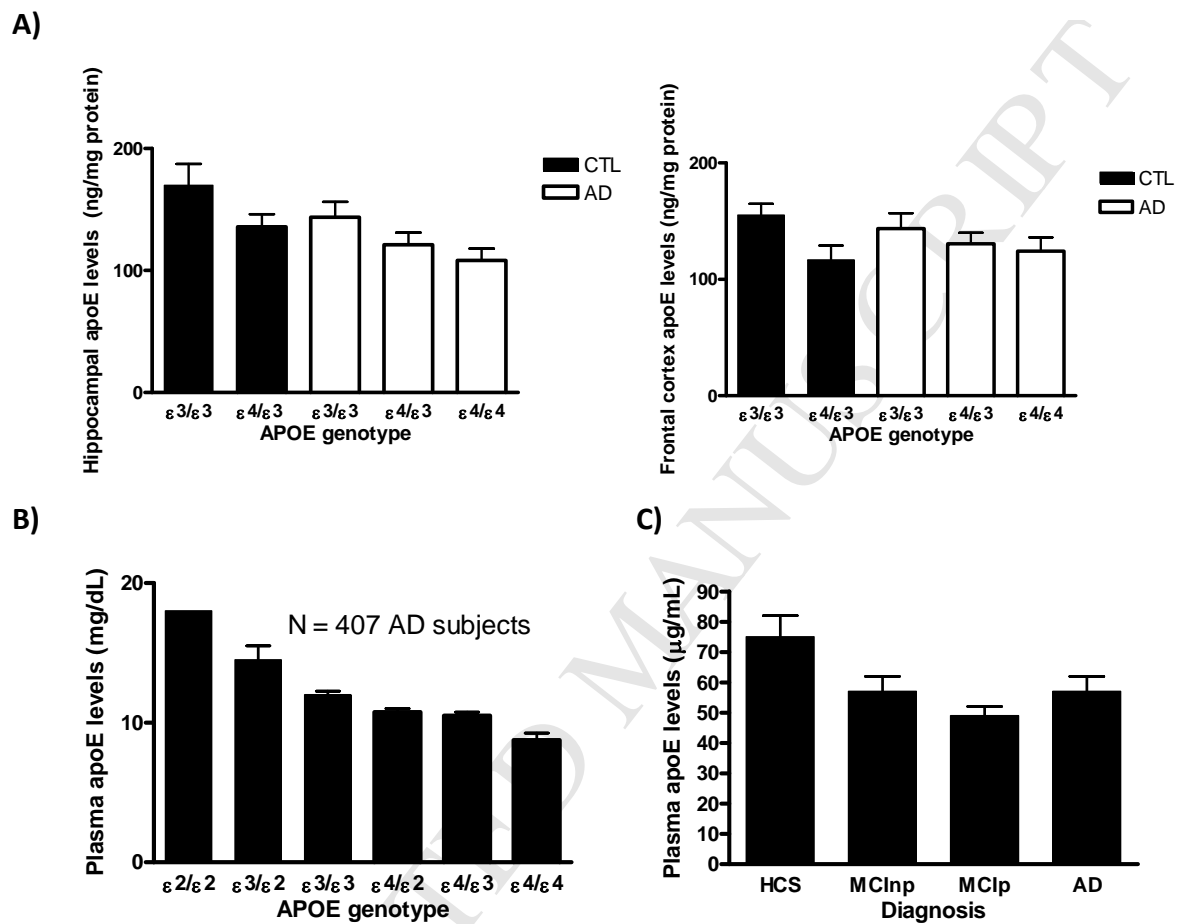 A)
Hippocampal apoE levels (ng/mg protein)
200
100
0
ε3/ε3 ε4/ε3 ε3/ε3 ε4/ε3 ε4/ε4
APOE genotype
CTL
AD
Frontal cortex apoE levels (ng/mg protein)
200
100
0
ε3/ε3 ε4/ε3 ε3/ε3 ε4/ε3 ε4/ε4
APOE genotype
CTL
AD
B)
Plasma apoE levels (mg/dL)
20
10
0
N = 407 AD subjects
ε2/ε2 ε3/ε2 ε3/ε3 ε4/ε2 ε4/ε3 ε4/ε4
APOE genotype
C)
Plasma apoE levels (µg/mL)
90
80
70
60
50
40
30
20
10
0
HCS MCInp MCIp AD
Diagnosis
TED MANUSCRIPT